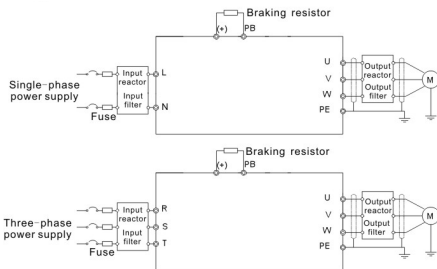 Braking resistor
(+) PB
Single-phase
power supply
Fuse
Input
reactor
Input
filter
L
N
U
V
W
PE
Output
reactor
Output
filter
M
Braking resistor
(+) PB
Three-phase
power supply
Fuse
Input
reactor
Input
filter
R
S
T
U
V
W
PE
Output
reactor
Output
filter
M